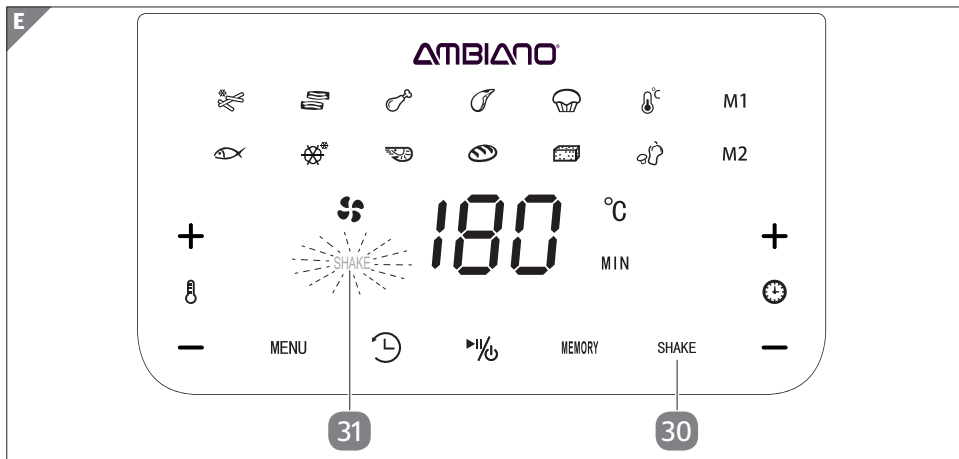 E
AMBIANO
°C M1
M2
180 °C
SHAKE MIN
MENU MEMORY SHAKE
31 30